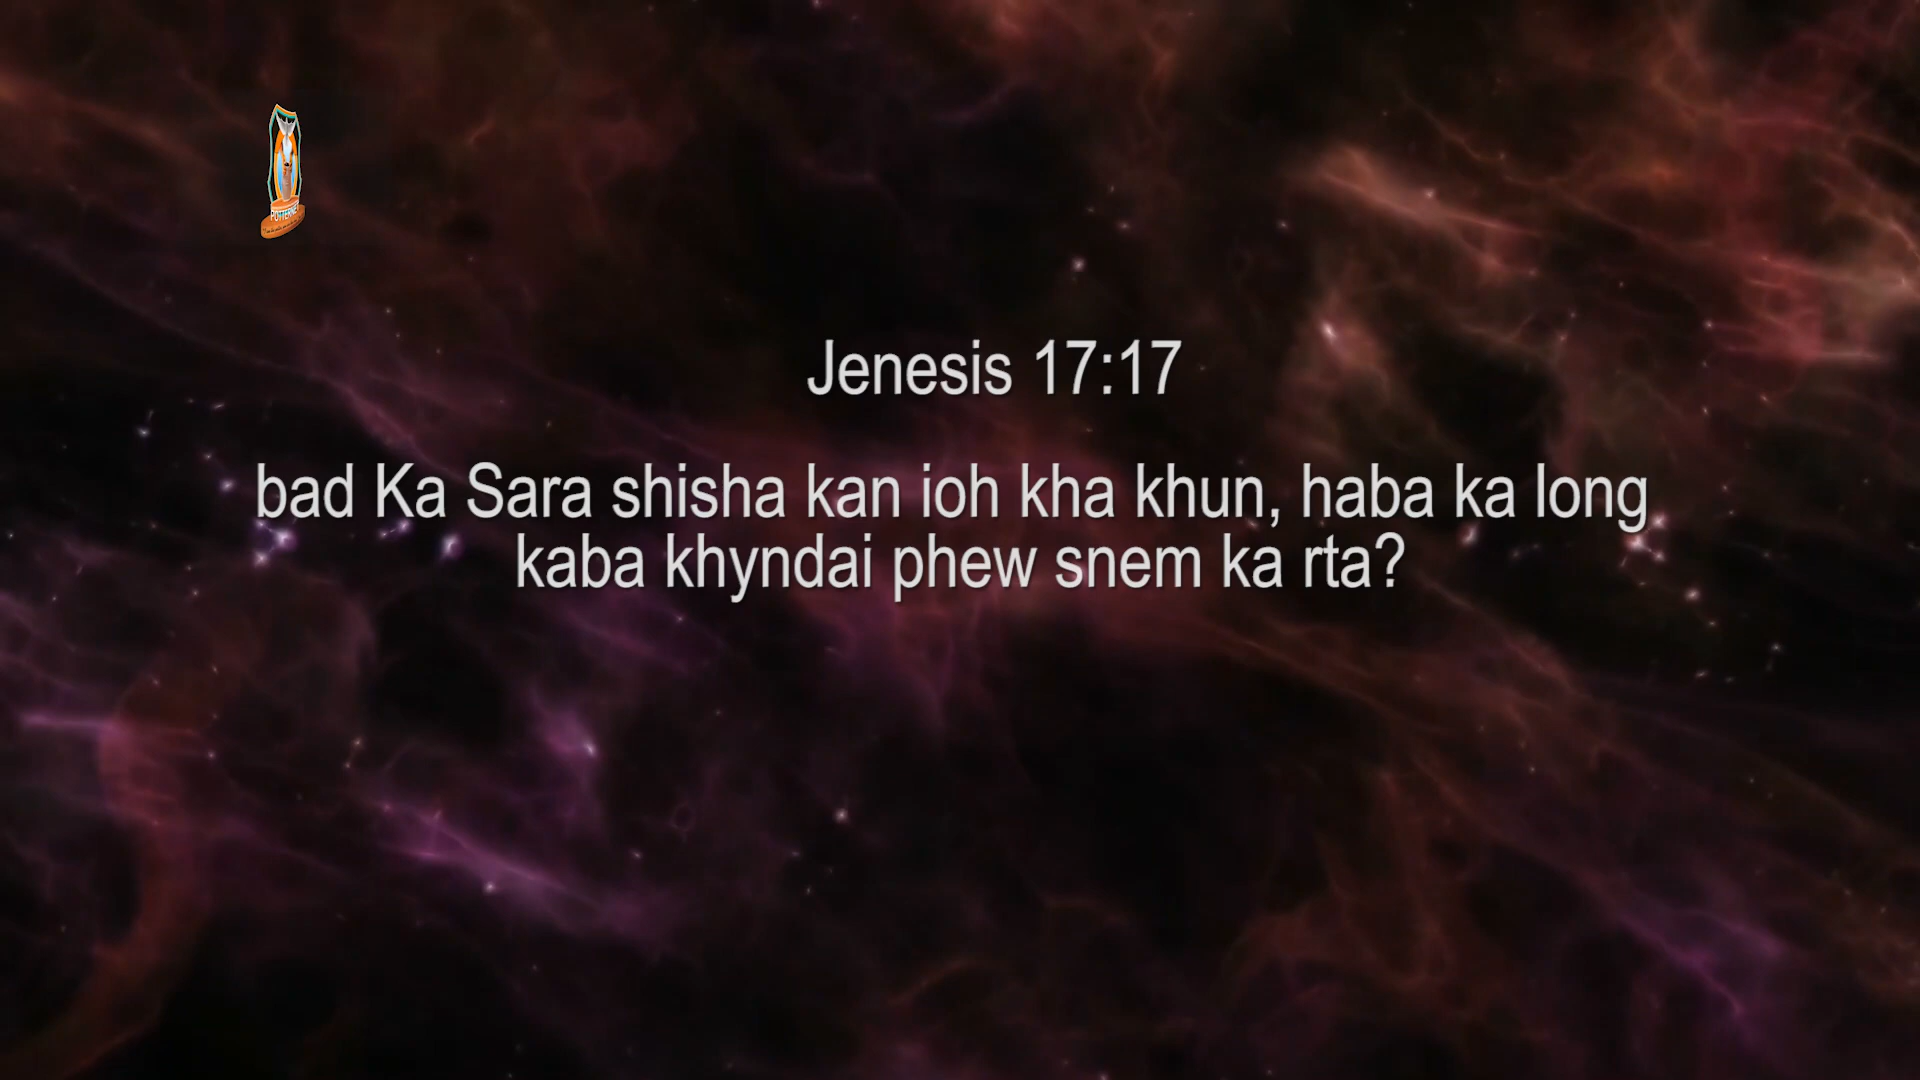 POTTERNET
Jenesis 17:17
bad Ka Sara shisha kan ioh kha khun, haba ka long
kaba khyndai phew snem ka rta?